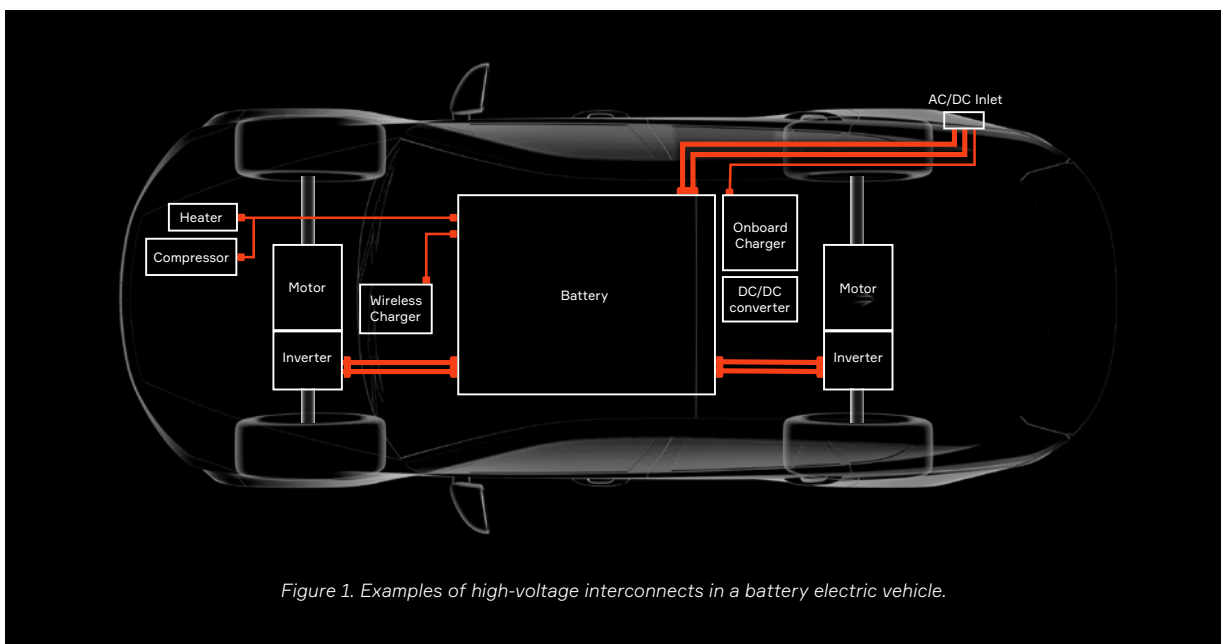 AC/DC Inlet
Heater
Compressor
Motor
Inverter
Wireless
Charger
Battery
Onboard
Charger
DC/DC
converter
Motor
Inverter
Figure 1. Examples of high-voltage interconnects in a battery electric vehicle.